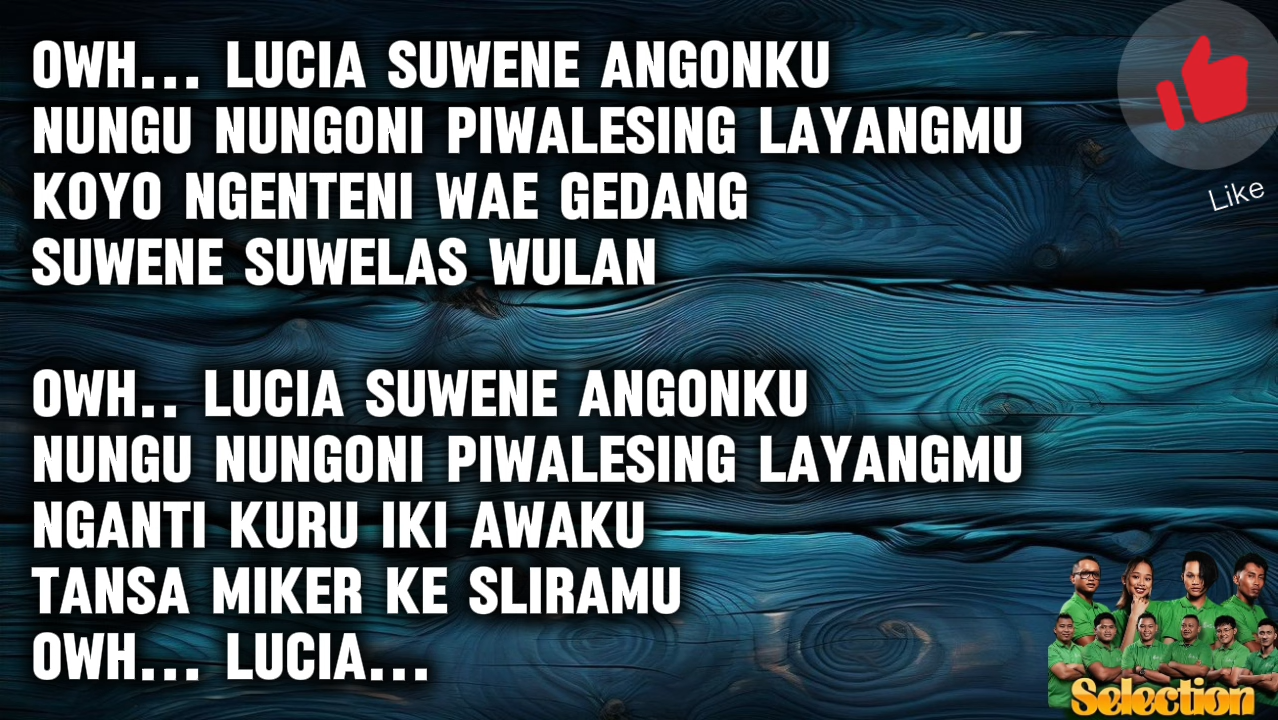 OWH... LUCIA SUWENE ANGONKU
NUNGU NUNGONI PIWALESING LAYANGMU
KOYO NGENTENI WAE GEDANG
SUWENE SUWELAS WULAN
OWH.. LUCIA SUWENE ANGONKU
NUNGU NUNGONI PIWALESING LAYANGMU
NGANTI KURU IKI AWAKU
TANSA MIKER KE SLIRAMU
OWH... LUCIA...
Like
Selection